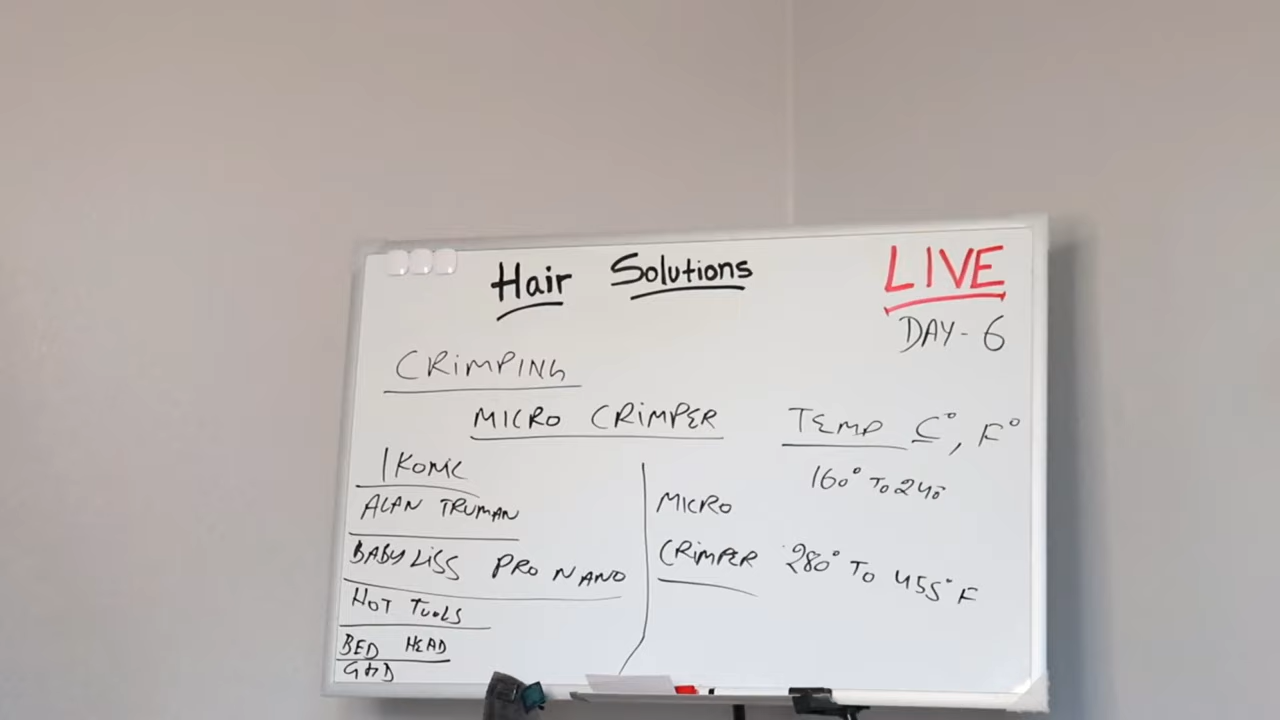 Hair Solutions
LIVE
DAY-6
CRiMPING
MICRO CRiMPER
TEMP C°, F°
160° To 240
IKONIC
ALAN TRUMAN
BABYLiSS PRO NANO
HOT TooLS
BED HEAD
GHD
MICRO
CRiMPER 280° To 455° F